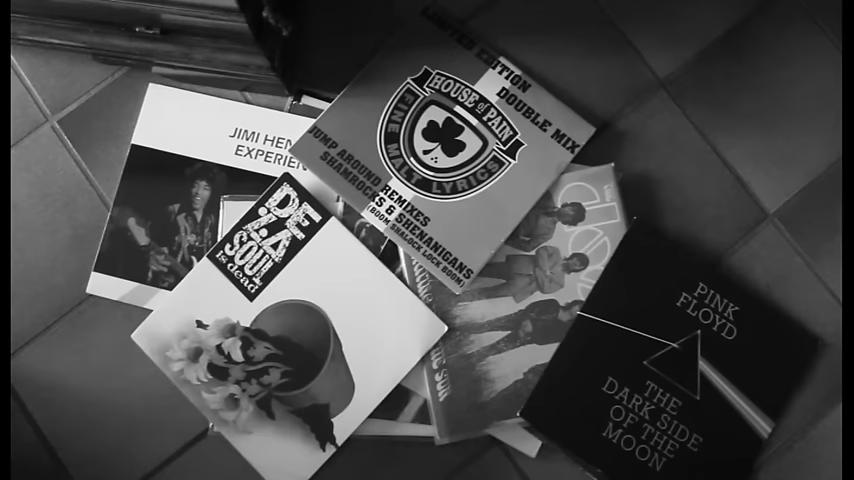 LIMITED EDITION
DOUBLE MIX
HOUSE of PAIN
FINE MALT LYRICS
JUMP AROUND REMIXES
SHAMROCKS & SHENANIGANS
(BOOM SHALOCK LOCK BOOM)
JIMI HEN
EXPERIEN
DE
LA
SOUL
is dead
PINK
FLOYD
THE
DARK SIDE
OF THE
MOON